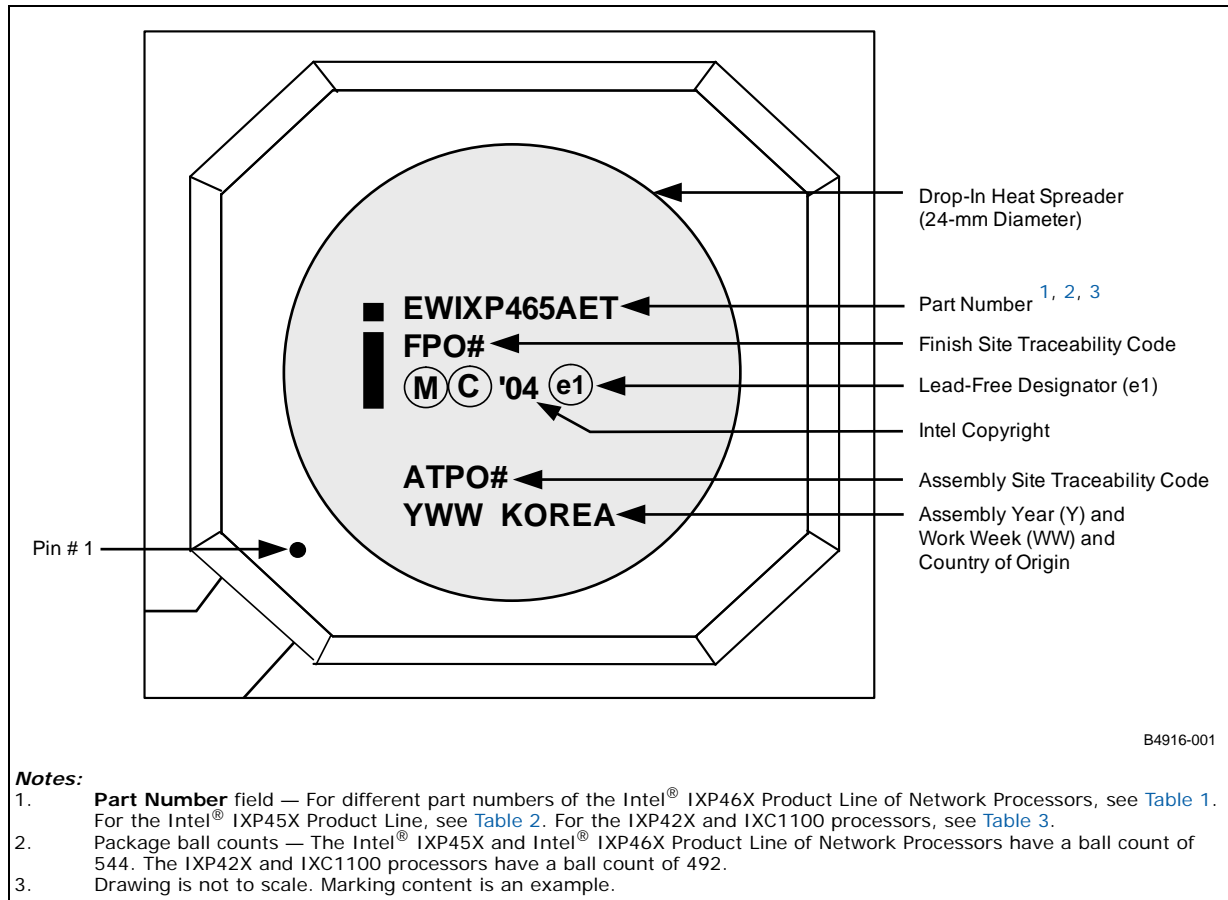 Drop-In Heat Spreader
(24-mm Diameter)
EWIXP465AET
Part Number 1, 2, 3
FPO#
Finish Site Traceability Code
M C '04 e1
Lead-Free Designator (e1)
Intel Copyright
ATPO#
Assembly Site Traceability Code
YWW KOREA
Assembly Year (Y) and
Work Week (WW) and
Country of Origin
Pin # 1
B4916-001
Notes:
1. Part Number field — For different part numbers of the Intel® IXP46X Product Line of Network Processors, see Table 1.
For the Intel® IXP45X Product Line, see Table 2. For the IXP42X and IXC1100 processors, see Table 3.
2. Package ball counts — The Intel® IXP45X and Intel® IXP46X Product Line of Network Processors have a ball count of
544. The IXP42X and IXC1100 processors have a ball count of 492.
3. Drawing is not to scale. Marking content is an example.